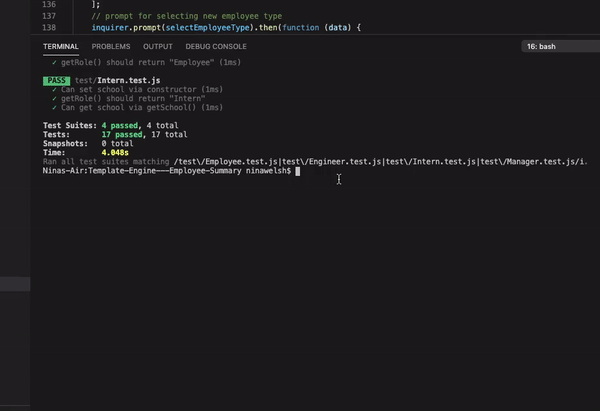 136 ];
137 // prompt for selecting new employee type
138 inquirer.prompt(selectEmployeeType).then(function (data) {
TERMINAL PROBLEMS OUTPUT DEBUG CONSOLE 16: bash
✓ getRole() should return "Employee" (1ms)
PASS test/Intern.test.js
✓ Can set school via constructor (1ms)
✓ getRole() should return "Intern"
✓ Can get school via getSchool() (1ms)
Test Suites: 4 passed, 4 total
Tests: 17 passed, 17 total
Snapshots: 0 total
Time: 4.048s
Ran all test suites matching /test\/Employee.test.js|test\/Engineer.test.js|test\/Intern.test.js|test\/Manager.test.js/i.
Ninas-Air:Template-Engine---Employee-Summary ninawelsh$